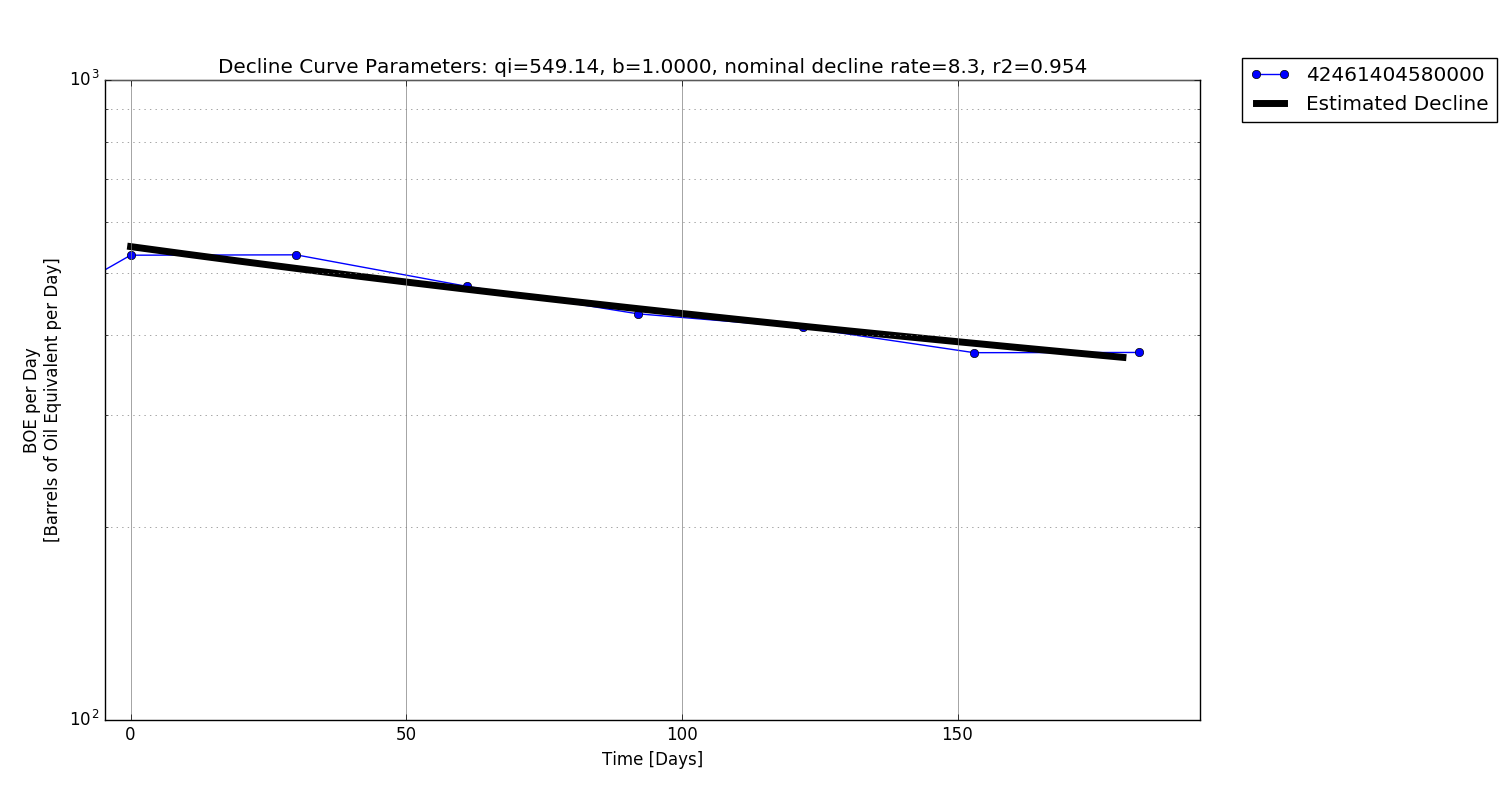 Decline Curve Parameters: qi=549.14, b=1.0000, nominal decline rate=8.3, r2=0.954
42461404580000
Estimated Decline
10^3
10^2
BOE per Day
[Barrels of Oil Equivalent per Day]
0 50 100 150
Time [Days]